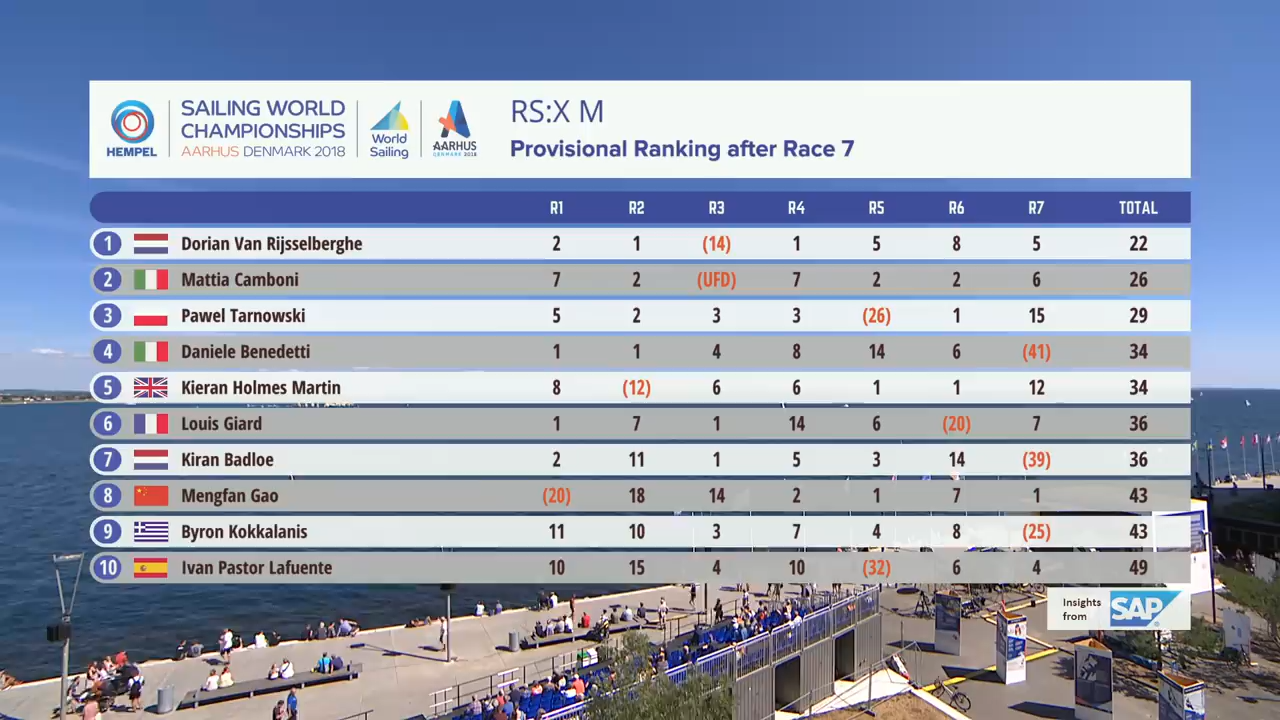 HEMPEL
SAILING WORLD
CHAMPIONSHIPS
AARHUS DENMARK 2018
World
Sailing
AARHUS
DENMARK 2018
RS:X M
Provisional Ranking after Race 7
R1 R2 R3 R4 R5 R6 R7 TOTAL
1 Dorian Van Rijsselberghe 2 1 (14) 1 5 8 5 22
2 Mattia Camboni 7 2 (UFD) 7 2 2 6 26
3 Pawel Tarnowski 5 2 3 3 (26) 1 15 29
4 Daniele Benedetti 1 1 4 8 14 6 (41) 34
5 Kieran Holmes Martin 8 (12) 6 6 1 1 12 34
6 Louis Giard 1 7 1 14 6 (20) 7 36
7 Kiran Badloe 2 11 1 5 3 14 (39) 36
8 Mengfan Gao (20) 18 14 2 1 7 1 43
9 Byron Kokkalanis 11 10 3 7 4 8 (25) 43
10 Ivan Pastor Lafuente 10 15 4 10 (32) 6 4 49
Insights
from
SAP